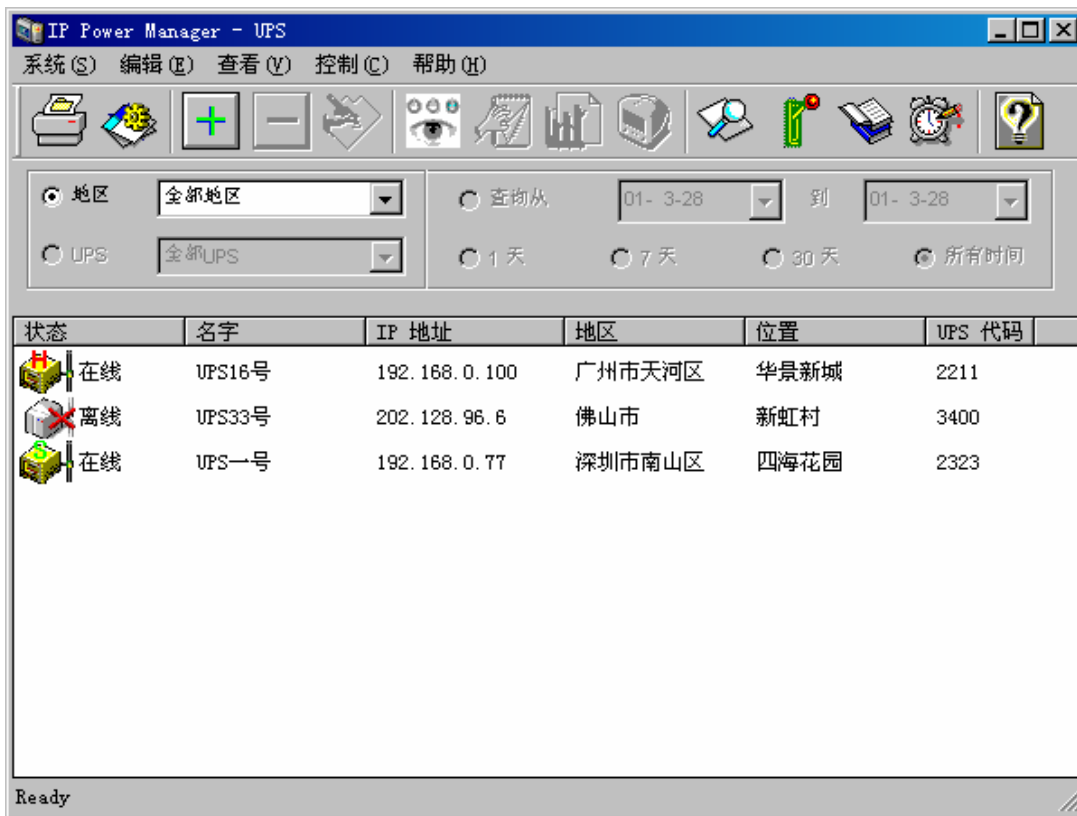 IP Power Manager - UPS
系统(S) 编辑(E) 查看(V) 控制(C) 帮助(H)
地区 全部地区 查询从 01- 3-28 到 01- 3-28
UPS 全部UPS 1 天 7 天 30 天 所有时间
状态 名字 IP 地址 地区 位置 UPS 代码
H 在线 UPS16号 192.168.0.100 广州市天河区 华景新城 2211
离线 UPS33号 202.128.96.6 佛山市 新虹村 3400
S 在线 UPS一号 192.168.0.77 深圳市南山区 四海花园 2323
Ready